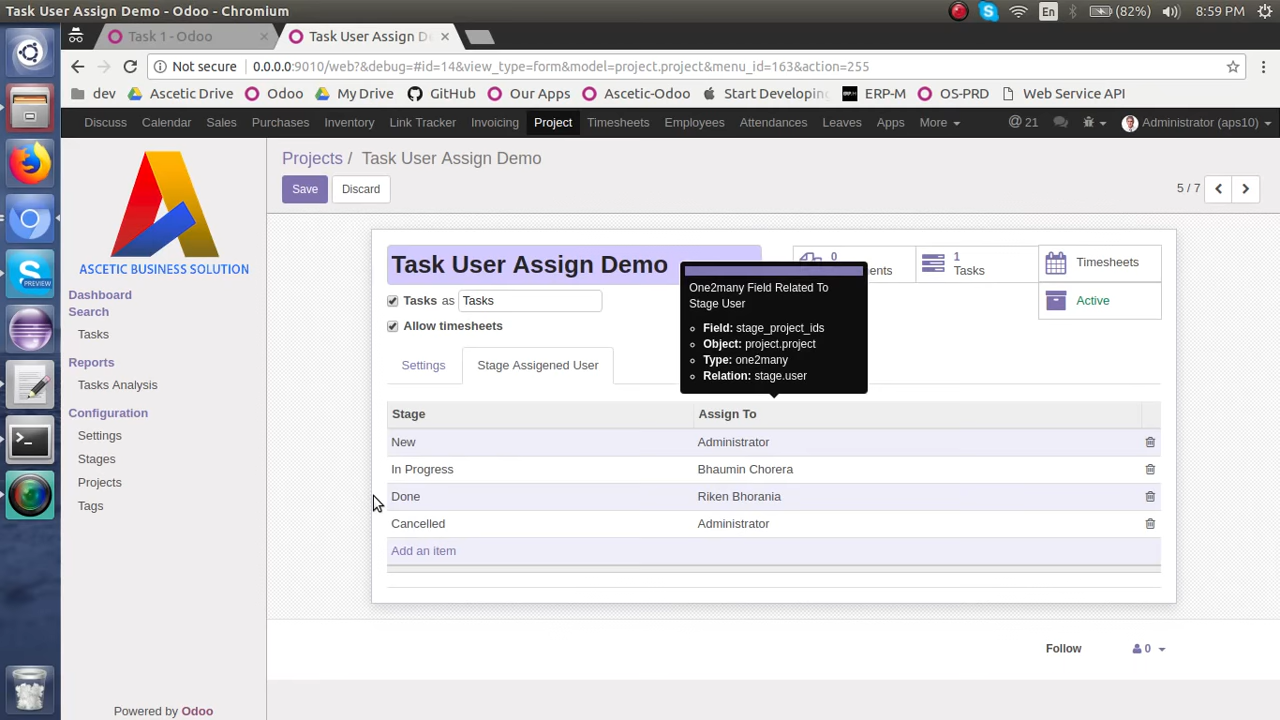 Task User Assign Demo - Odoo - Chromium
En
(82%)
8:59 PM
Task 1 - Odoo
Task User Assign D
Not secure
0.0.0.0:9010/web?&debug=#id=14&view_type=form&model=project.project&menu_id=163&action=255
dev
Ascetic Drive
Odoo
My Drive
GitHub
Our Apps
Ascetic-Odoo
Start Developin
ERP-M
ERP-M
OS-PRD
Web Service API
Discuss
Calendar
Sales
Purchases
Inventory
Link Tracker
Invoicing
Project
Timesheets
Employees
Attendances
Leaves
Apps
More
@ 21
Administrator (aps10)
ASCETIC BUSINESS SOLUTION
Dashboard
Search
Tasks
Reports
Tasks Analysis
Configuration
Settings
Stages
Projects
Tags
Powered by Odoo
Projects / Task User Assign Demo
Save
Discard
5 / 7
Task User Assign Demo
0
ments
1
Tasks
Timesheets
Active
Tasks as Tasks
Allow timesheets
One2many Field Related To
Stage User
Field: stage_project_ids
Object: project.project
Type: one2many
Relation: stage.user
Settings
Stage Assigened User
Stage
Assign To
New
Administrator
In Progress
Bhaumin Chorera
Done
Riken Bhorania
Cancelled
Administrator
Add an item
Follow
0
S PREVIEW